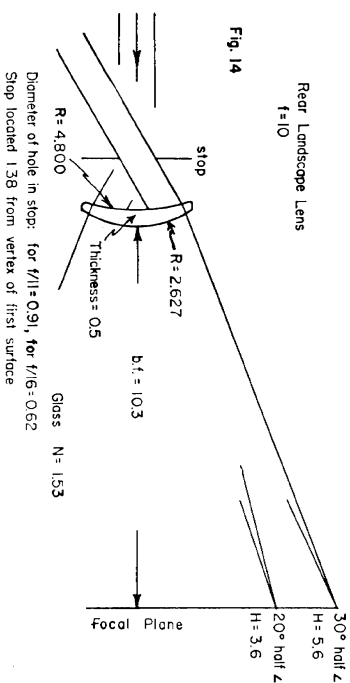 Rear Landscape Lens
f=10
Fig. 14
stop
R=4.800
R=2.627
Thickness=0.5
b.f. = 10.3
Glass N=1.53
30° half ∠
H=5.6
20° half ∠
H=3.6
Focal Plane
Diameter of hole in stop: for f/11=0.91, for f/16=0.62
Stop located 1.38 from vertex of first surface